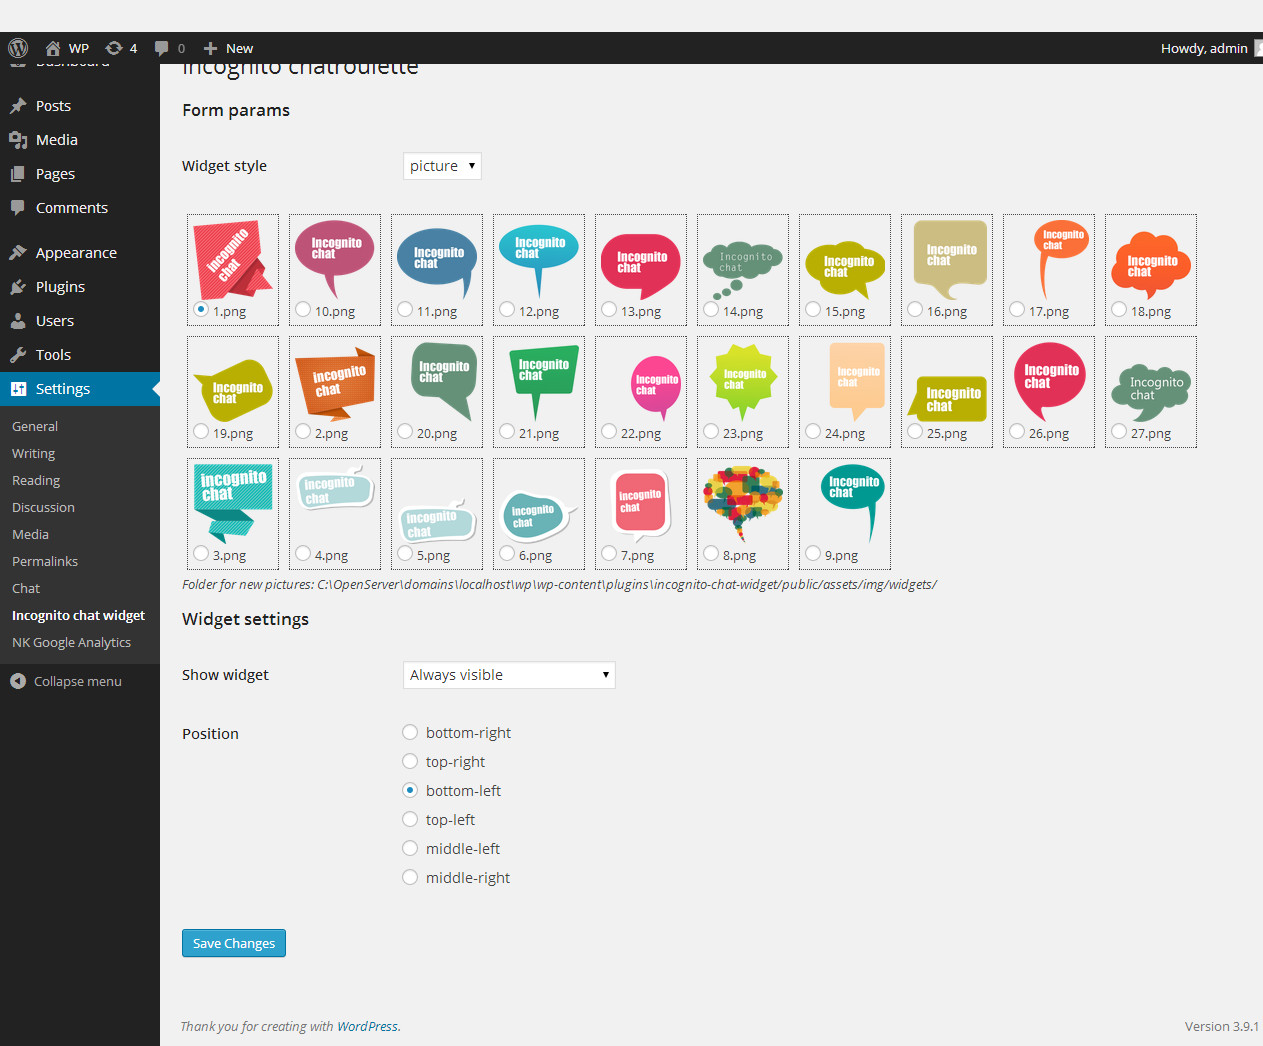 WP 4 0 New Howdy, admin
Dashboard
Incognito chatroulette
Posts
Media
Pages
Comments
Appearance
Plugins
Users
Tools
Settings
General
Writing
Reading
Discussion
Media
Permalinks
Chat
Incognito chat widget
NK Google Analytics
Collapse menu
Form params
Widget style picture
Incognito
chat
Incognito
chat
Incognito
chat
Incognito
chat
Incognito
chat
Incognito
chat
Incognito
chat
Incognito
chat
Incognito
chat
Incognito
chat
1.png 10.png 11.png 12.png 13.png 14.png 15.png 16.png 17.png 18.png
Incognito
chat
Incognito
chat
Incognito
chat
Incognito
chat
Incognito
chat
Incognito
chat
Incognito
chat
Incognito
chat
Incognito
chat
Incognito
chat
19.png 2.png 20.png 21.png 22.png 23.png 24.png 25.png 26.png 27.png
incognito
chat
incognito
chat
incognito
chat
incognito
chat
incognito
chat
Incognito
chat
3.png 4.png 5.png 6.png 7.png 8.png 9.png
Folder for new pictures: C:\OpenServer\domains\localhost\wp\wp-content\plugins\incognito-chat-widget/public/assets/img/widgets/
Widget settings
Show widget Always visible
Position
bottom-right
top-right
bottom-left
top-left
middle-left
middle-right
Save Changes
Thank you for creating with WordPress.
Version 3.9.1